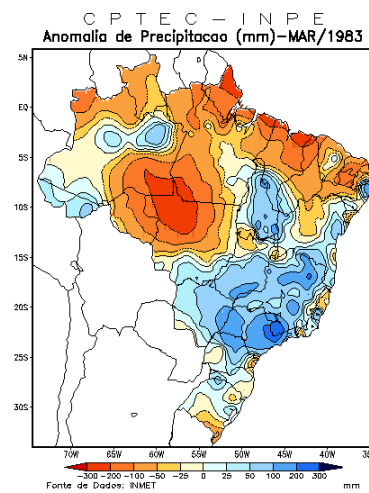 CPTEC-INPE
Anomalia de Precipitacao (mm)-MAR/1983
5N
EQ
5S
10S
15S
20S
25S
30S
70W 65W 60W 55W 50W 45W 40W 35W
-300 -200 -100 -50 -25 0 25 50 100 200 300
Fonte de Dados: INMET mm